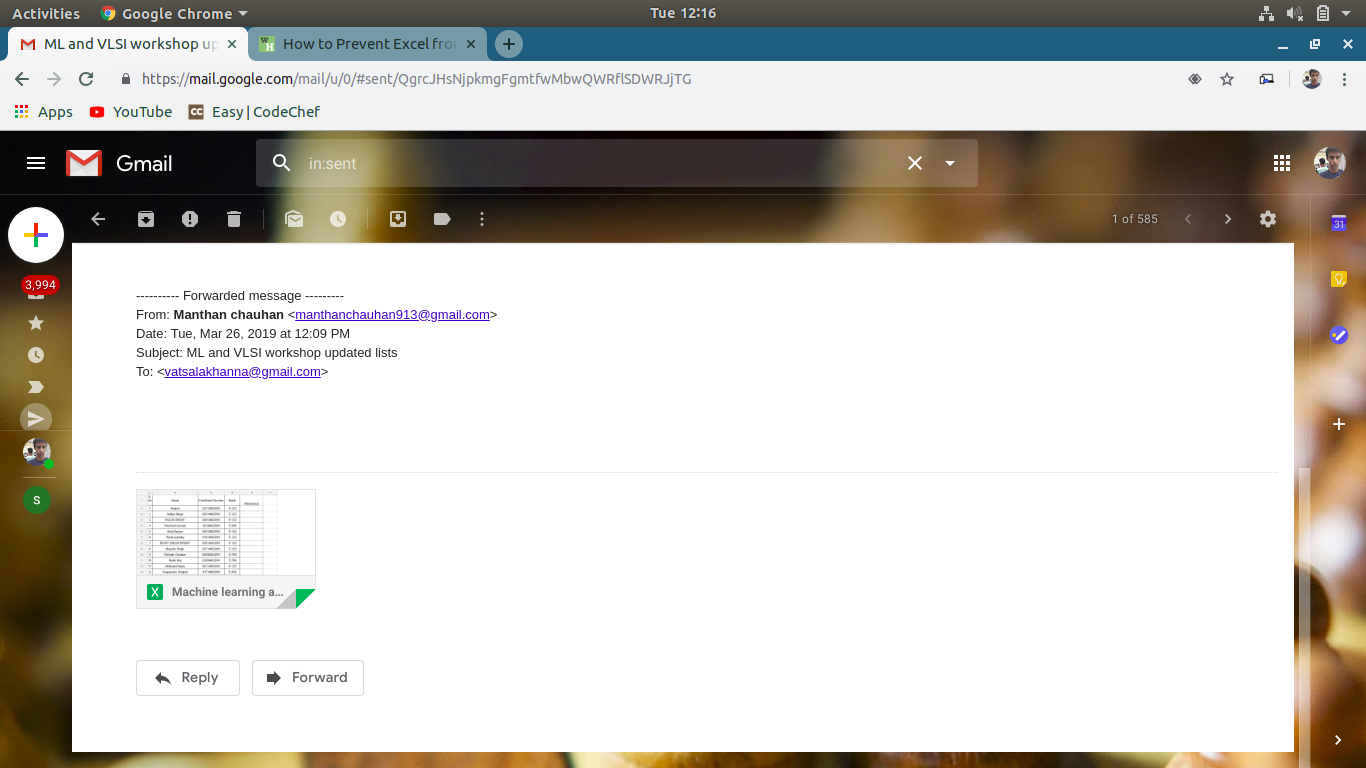 Activities Google Chrome Tue 12:16
ML and VLSI workshop up How to Prevent Excel fro
https://mail.google.com/mail/u/0/#sent/QgrcJHsNjpkmgFgmtfwMbwQWRflSDWRJjTG
Apps YouTube CC Easy | CodeChef
Gmail in:sent
1 of 585
31
3,994
---------- Forwarded message ---------
From: Manthan chauhan <manthanchauhan913@gmail.com>
Date: Tue, Mar 26, 2019 at 12:09 PM
Subject: ML and VLSI workshop updated lists
To: <vatsalakhanna@gmail.com>
S
X Machine learning a...
Reply Forward